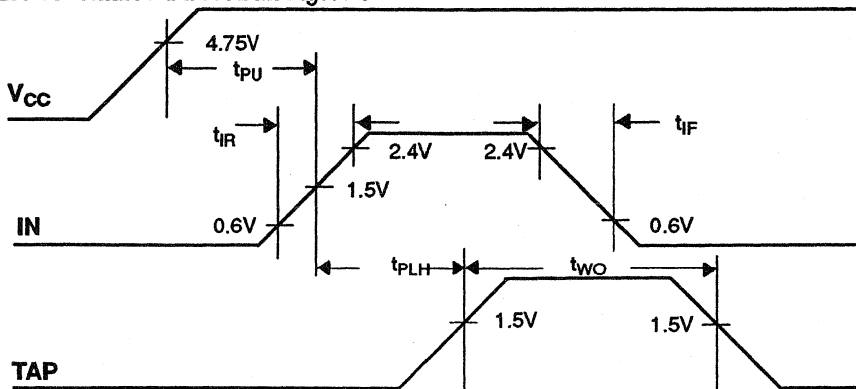 4.75V
tPU
VCC
tIR
tIF
2.4V 2.4V
1.5V
IN
0.6V 0.6V
tPLH tWO
1.5V 1.5V
TAP